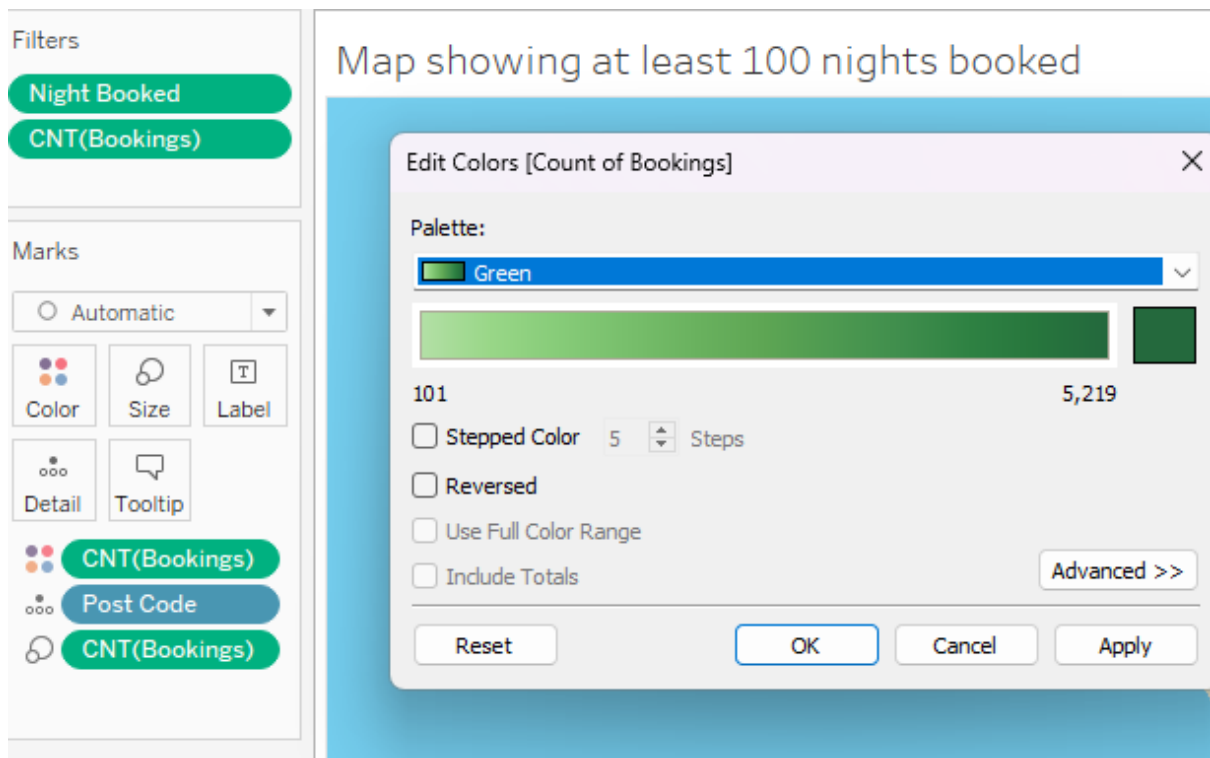 Filters
Night Booked
CNT(Bookings)
Marks
Automatic
Color
Size
Label
Detail
Tooltip
CNT(Bookings)
Post Code
CNT(Bookings)
Map showing at least 100 nights booked
Edit Colors [Count of Bookings]
Palette:
Green
101
5,219
Stepped Color 5 Steps
Reversed
Use Full Color Range
Include Totals
Advanced >>
Reset
OK
Cancel
Apply